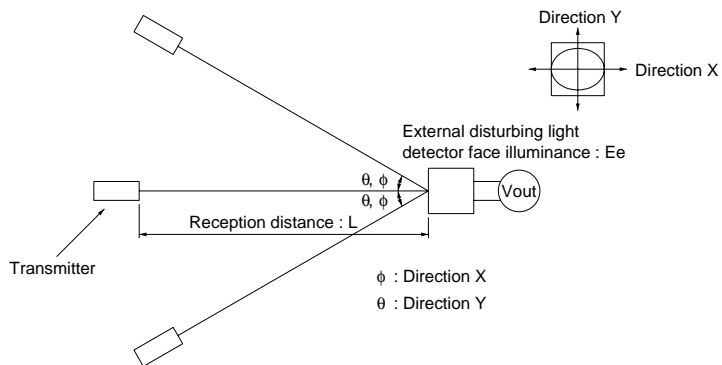 Direction Y
Direction X
External disturbing light
detector face illuminance : Ee
θ, ϕ
θ, ϕ
Vout
Reception distance : L
Transmitter
ϕ : Direction X
θ : Direction Y